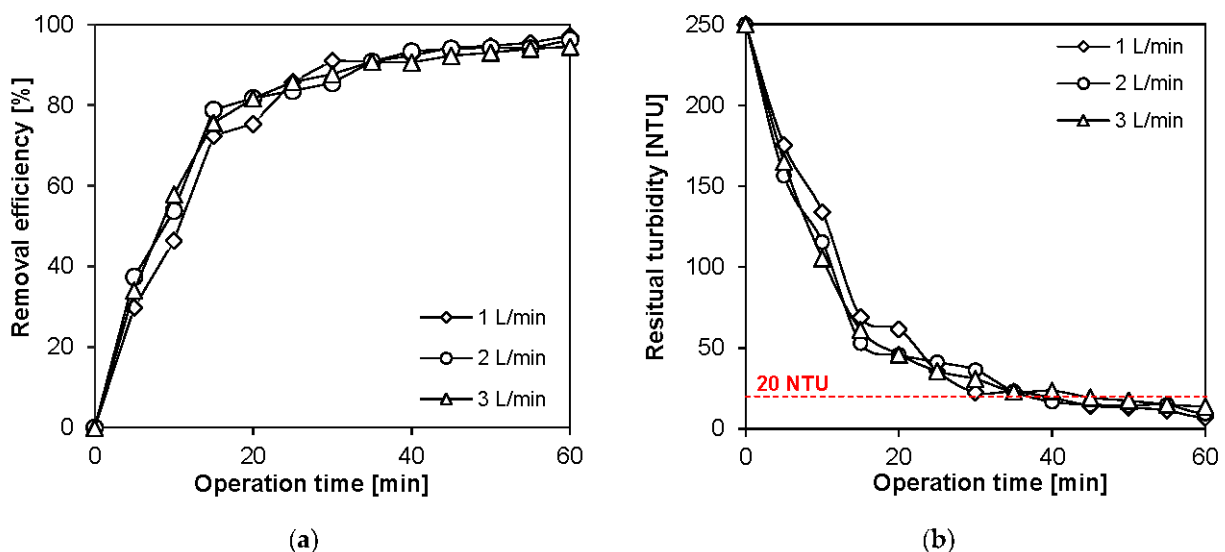 Removal efficiency [%]
100
80
60
40
20
0
1 L/min
2 L/min
3 L/min
0 20 40 60
Operation time [min]
(a)
Resitual turbidity [NTU]
250
200
150
100
50
0
1 L/min
2 L/min
3 L/min
20 NTU
0 20 40 60
Operation time [min]
(b)